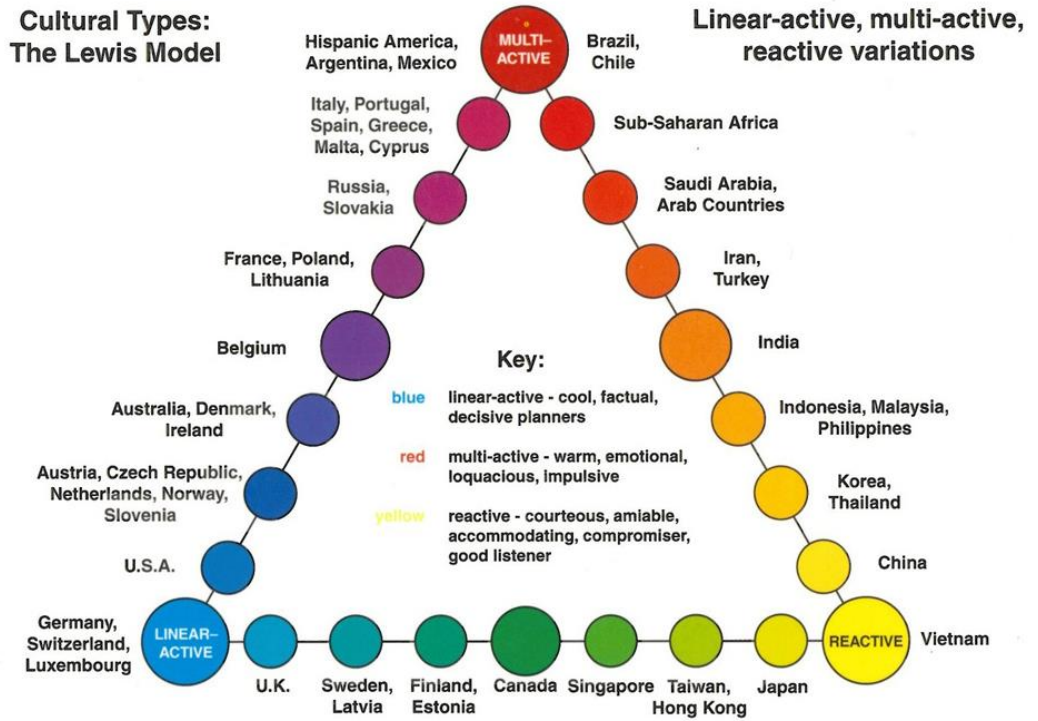 Cultural Types:
The Lewis Model
Linear-active, multi-active,
reactive variations
MULTI–
ACTIVE
Hispanic America,
Argentina, Mexico
Brazil,
Chile
Italy, Portugal,
Spain, Greece,
Malta, Cyprus
Sub-Saharan Africa
Russia,
Slovakia
Saudi Arabia,
Arab Countries
France, Poland,
Lithuania
Iran,
Turkey
Belgium
India
Australia, Denmark,
Ireland
Indonesia, Malaysia,
Philippines
Austria, Czech Republic,
Netherlands, Norway,
Slovenia
Korea,
Thailand
U.S.A.
China
Key:
blue linear-active - cool, factual,
decisive planners
red multi-active - warm, emotional,
loquacious, impulsive
yellow reactive - courteous, amiable,
accommodating, compromiser,
good listener
Germany,
Switzerland,
Luxembourg
LINEAR–
ACTIVE
REACTIVE
Vietnam
U.K.
Sweden,
Latvia
Finland,
Estonia
Canada
Singapore
Taiwan,
Hong Kong
Japan